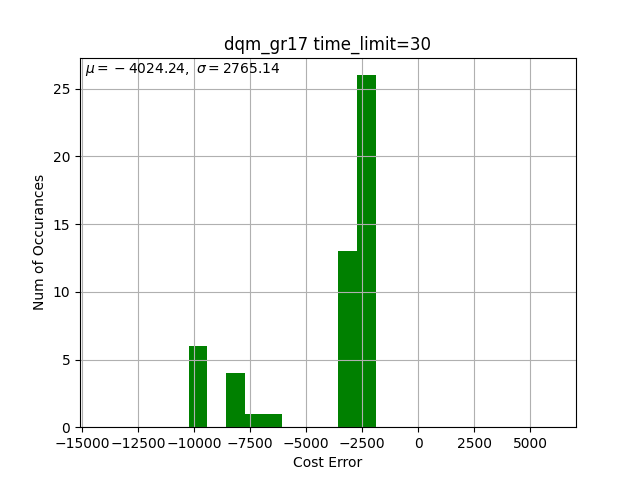 dqm_gr17 time_limit=30
μ = −4024.24, σ = 2765.14
25
20
15
10
5
0
Num of Occurances
−15000 −12500 −10000 −7500 −5000 −2500 0 2500 5000
Cost Error